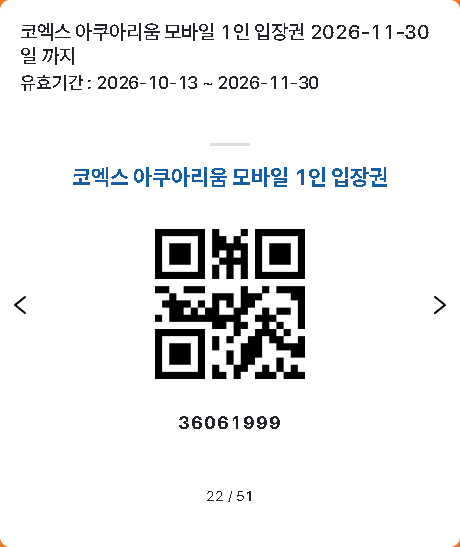 코엑스 아쿠아리움 모바일 1인 입장권 2026-11-30
일 까지
유효기간 : 2026-10-13 ~ 2026-11-30
코엑스 아쿠아리움 모바일 1인 입장권
36061999
22 / 51